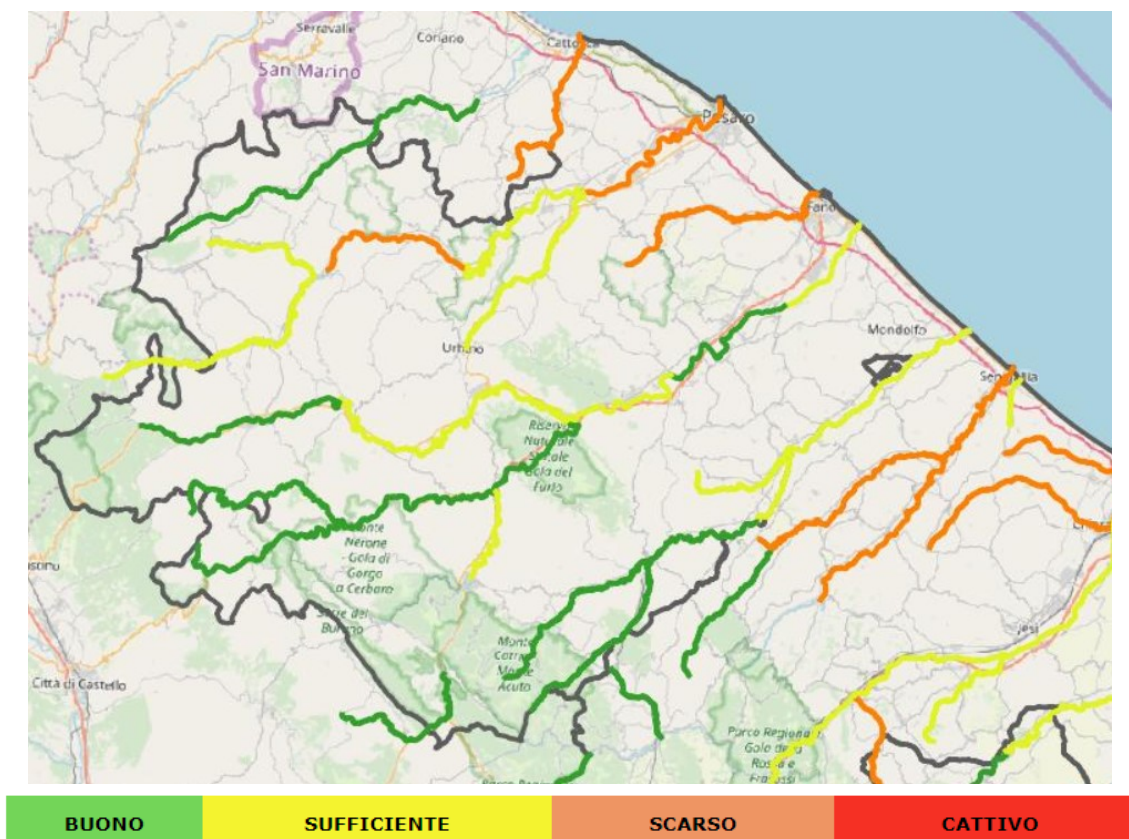 Serravalle
Coriano
Cattolica
San Marino
Pesaro
Fano
Mondolfo
Urbino
Senigallia
Riserva
Naturale
Statale
Gola del
Furlo
Monte
Nerone
- Gola di
Gorgo
a Cerbara
Serre del
Burano
Jesi
Monte
Catria,
Monte
Acuto
Città di Castello
Parco Regionale
Gola della
Rossa e
Frasassi
BUONO SUFFICIENTE SCARSO CATTIVO